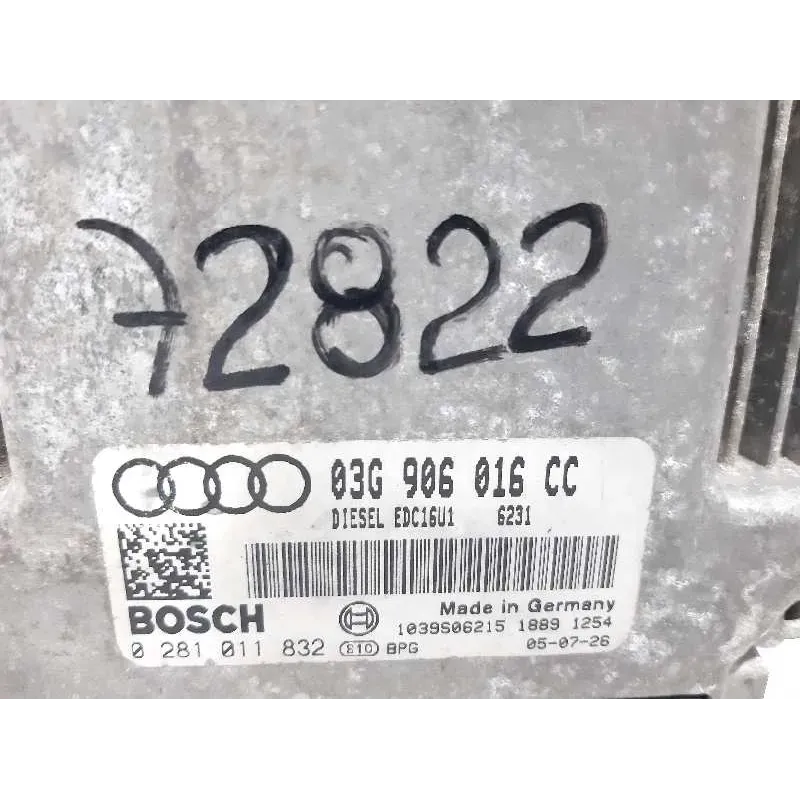 72822
03G 906 016 CC
DIESEL EDC16U1 6231
BOSCH
Made in Germany
1039S06215 1889 1254
0 281 011 832 E10 BPG 05-07-26